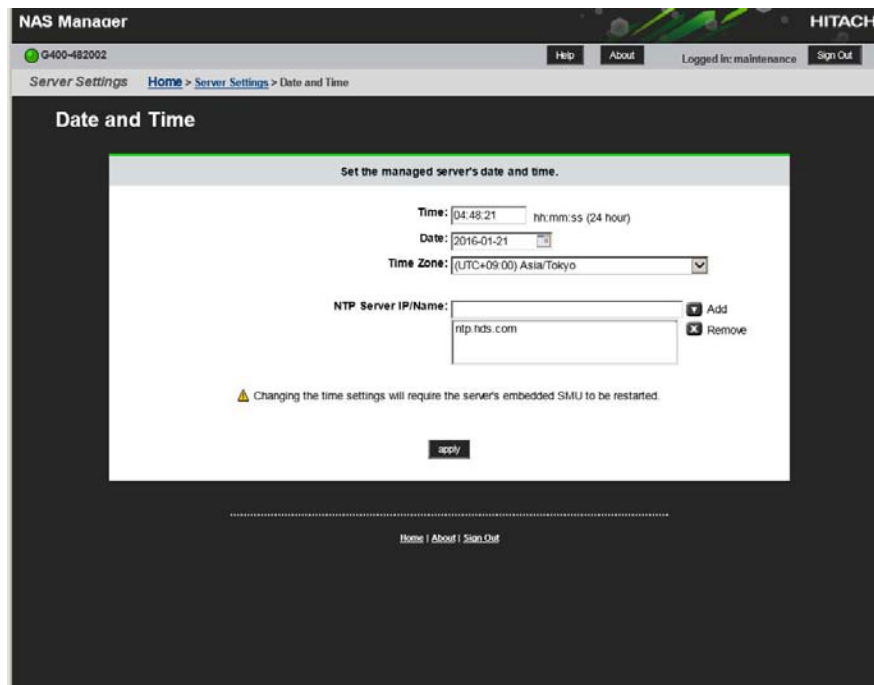 NAS Manager
HITACH
G400-482002
Help
About
Logged in: maintenance
Sign Out
Server Settings
Home > Server Settings > Date and Time
Date and Time
Set the managed server's date and time.
Time: 04:48:21 hh:mm:ss (24 hour)
Date: 2016-01-21
Time Zone: (UTC+09:00) Asia/Tokyo
NTP Server IP/Name:
Add
ntp.hds.com
Remove
Changing the time settings will require the server's embedded SMU to be restarted.
apply
Home | About | Sign Out